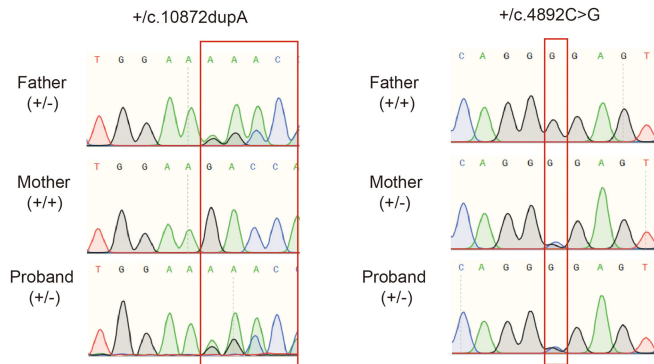 +/c.10872dupA
Father
(+/-)
T G G A A A A A C
Mother
(+/+)
T G G A A G A C C A
Proband
(+/-)
T G G A A A A A C
+/c.4892C>G
Father
(+/+)
C A G G G G A G T
Mother
(+/-)
C A G G G G A G T
Proband
(+/-)
C A G G G G A G T